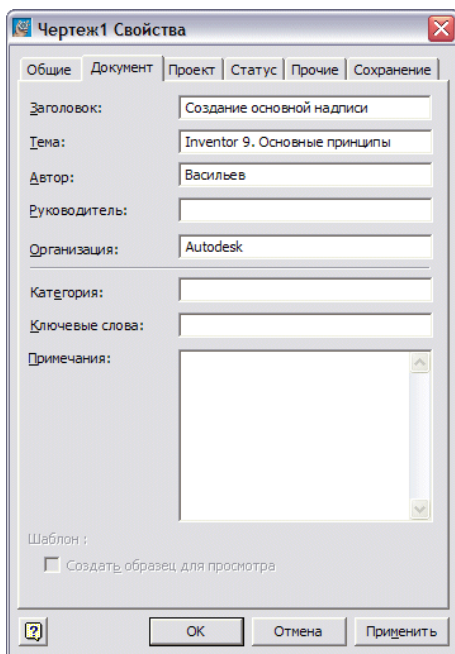 Чертеж1 Свойства
Общие Документ Проект Статус Прочие Сохранение
Заголовок: Создание основной надписи
Тема: Inventor 9. Основные принципы
Автор: Васильев
Руководитель:
Организация: Autodesk
Категория:
Ключевые слова:
Примечания:
Шаблон :
Создать образец для просмотра
? ОК Отмена Применить